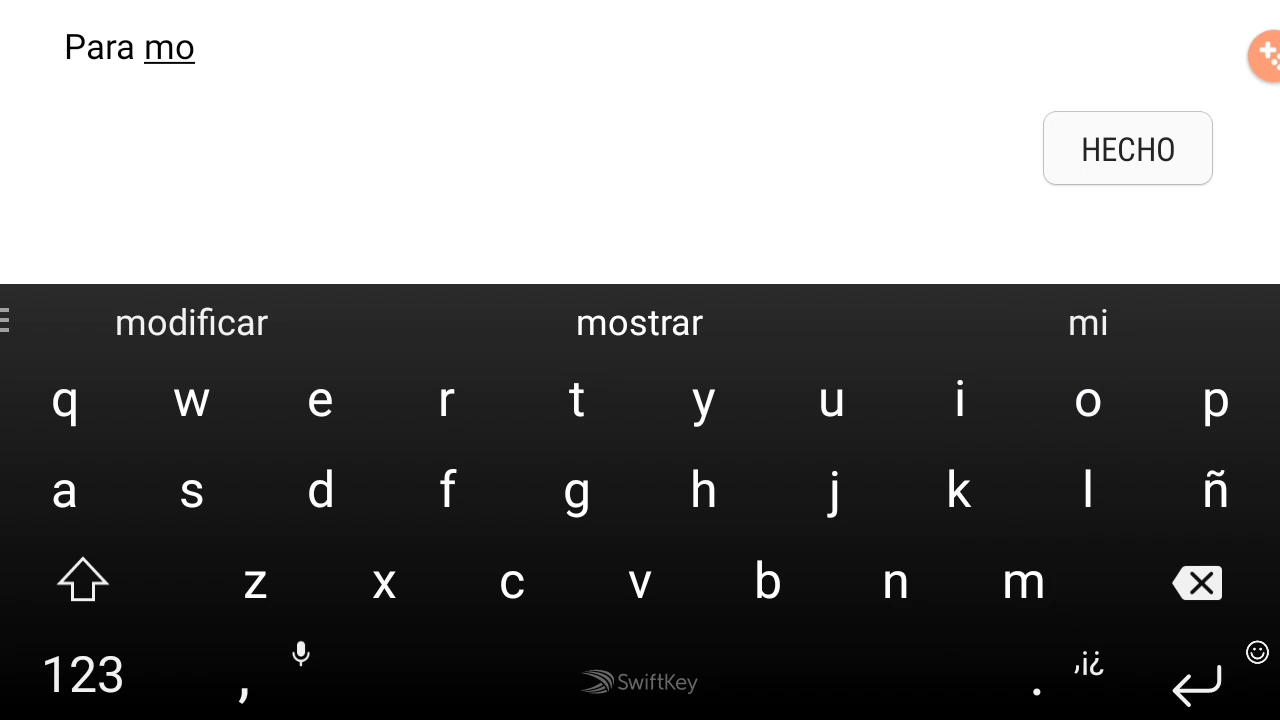 Para mo
HECHO
modificar mostrar mi
q w e r t y u i o p
a s d f g h j k l ñ
z x c v b n m
123 , SwiftKey . ,¡¿